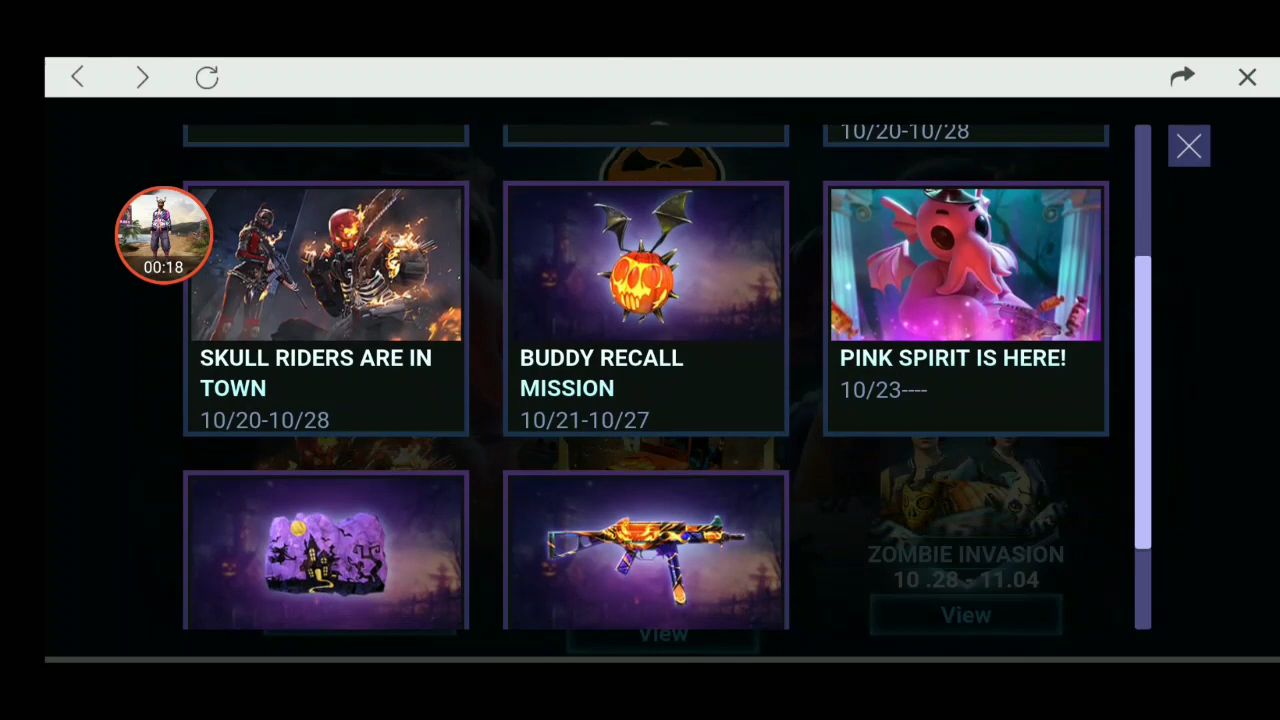 10/20-10/28
00:18
SKULL RIDERS ARE IN
TOWN
10/20-10/28
BUDDY RECALL
MISSION
10/21-10/27
PINK SPIRIT IS HERE!
10/23----
ZOMBIE INVASION
10 .28 - 11.04
View
View